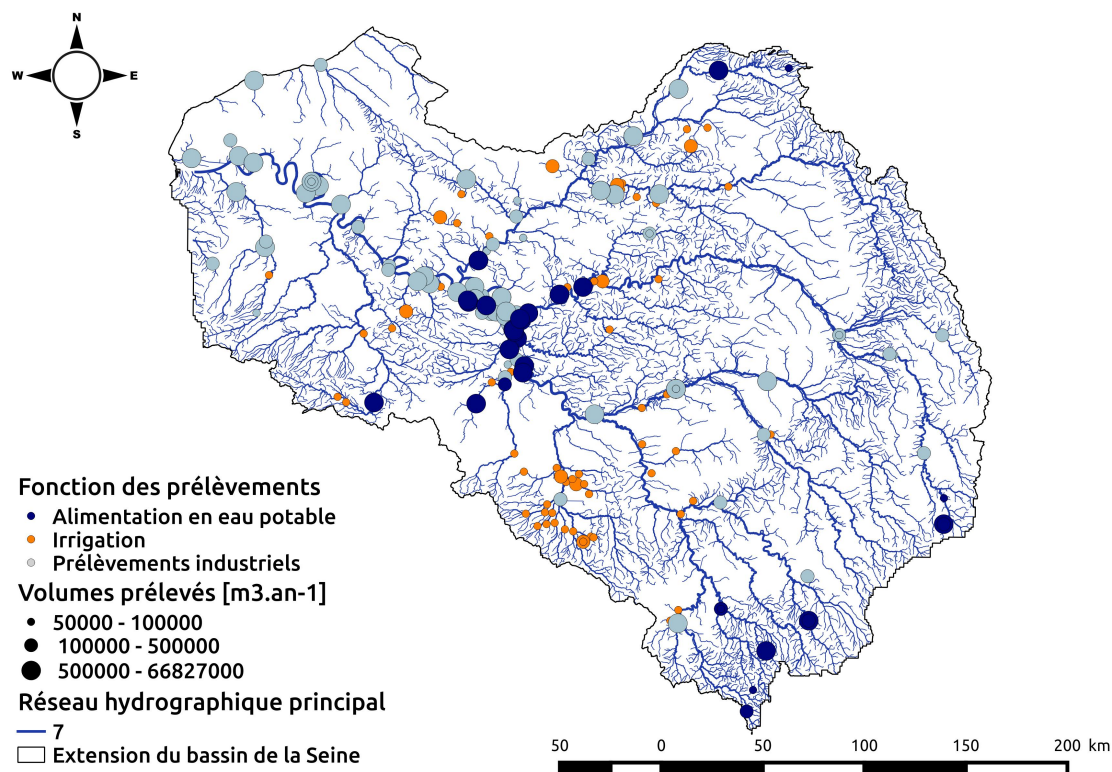 N
W E
S
Fonction des prélèvements
Alimentation en eau potable
Irrigation
Prélèvements industriels
Volumes prélevés [m3.an-1]
50000 - 100000
100000 - 500000
500000 - 66827000
Réseau hydrographique principal
7
Extension du bassin de la Seine
50 0 50 100 150 200 km